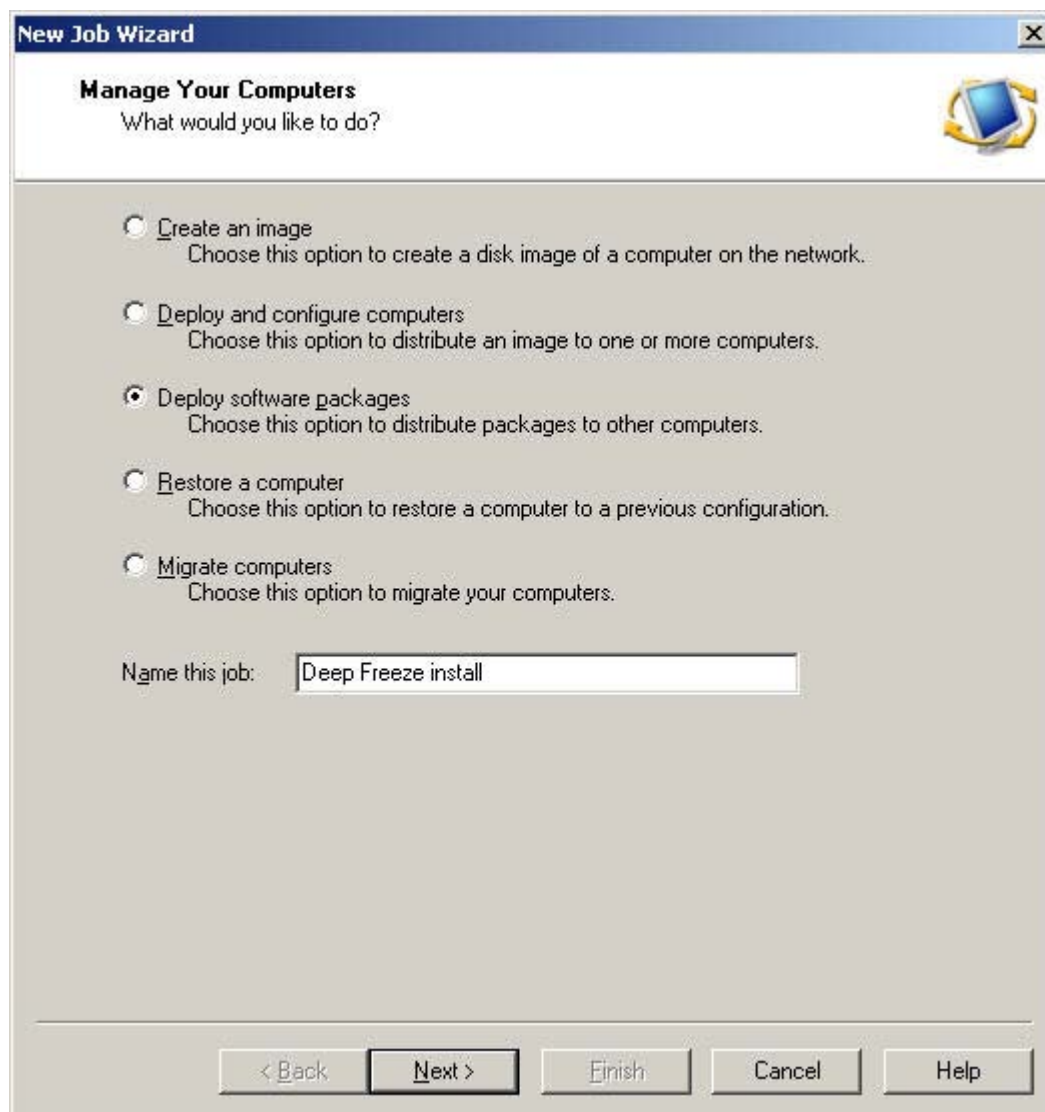 New Job Wizard
Manage Your Computers
What would you like to do?
Create an image
Choose this option to create a disk image of a computer on the network.
Deploy and configure computers
Choose this option to distribute an image to one or more computers.
Deploy software packages
Choose this option to distribute packages to other computers.
Restore a computer
Choose this option to restore a computer to a previous configuration.
Migrate computers
Choose this option to migrate your computers.
Name this job: Deep Freeze install
< Back Next > Finish Cancel Help